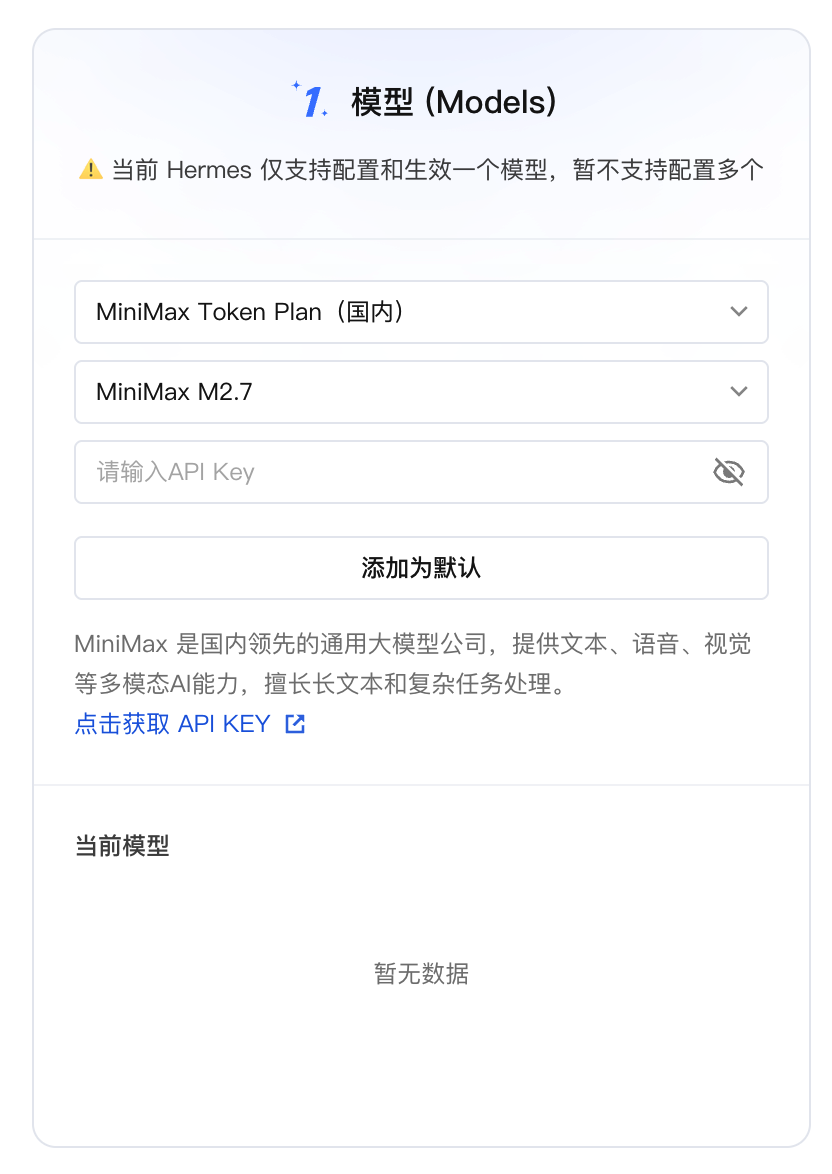 1. 模型 (Models)
⚠️ 当前 Hermes 仅支持配置和生效一个模型，暂不支持配置多个
MiniMax Token Plan（国内）
MiniMax M2.7
请输入API Key
添加为默认
MiniMax 是国内领先的通用大模型公司，提供文本、语音、视觉
等多模态AI能力，擅长长文本和复杂任务处理。
点击获取 API KEY
当前模型
暂无数据